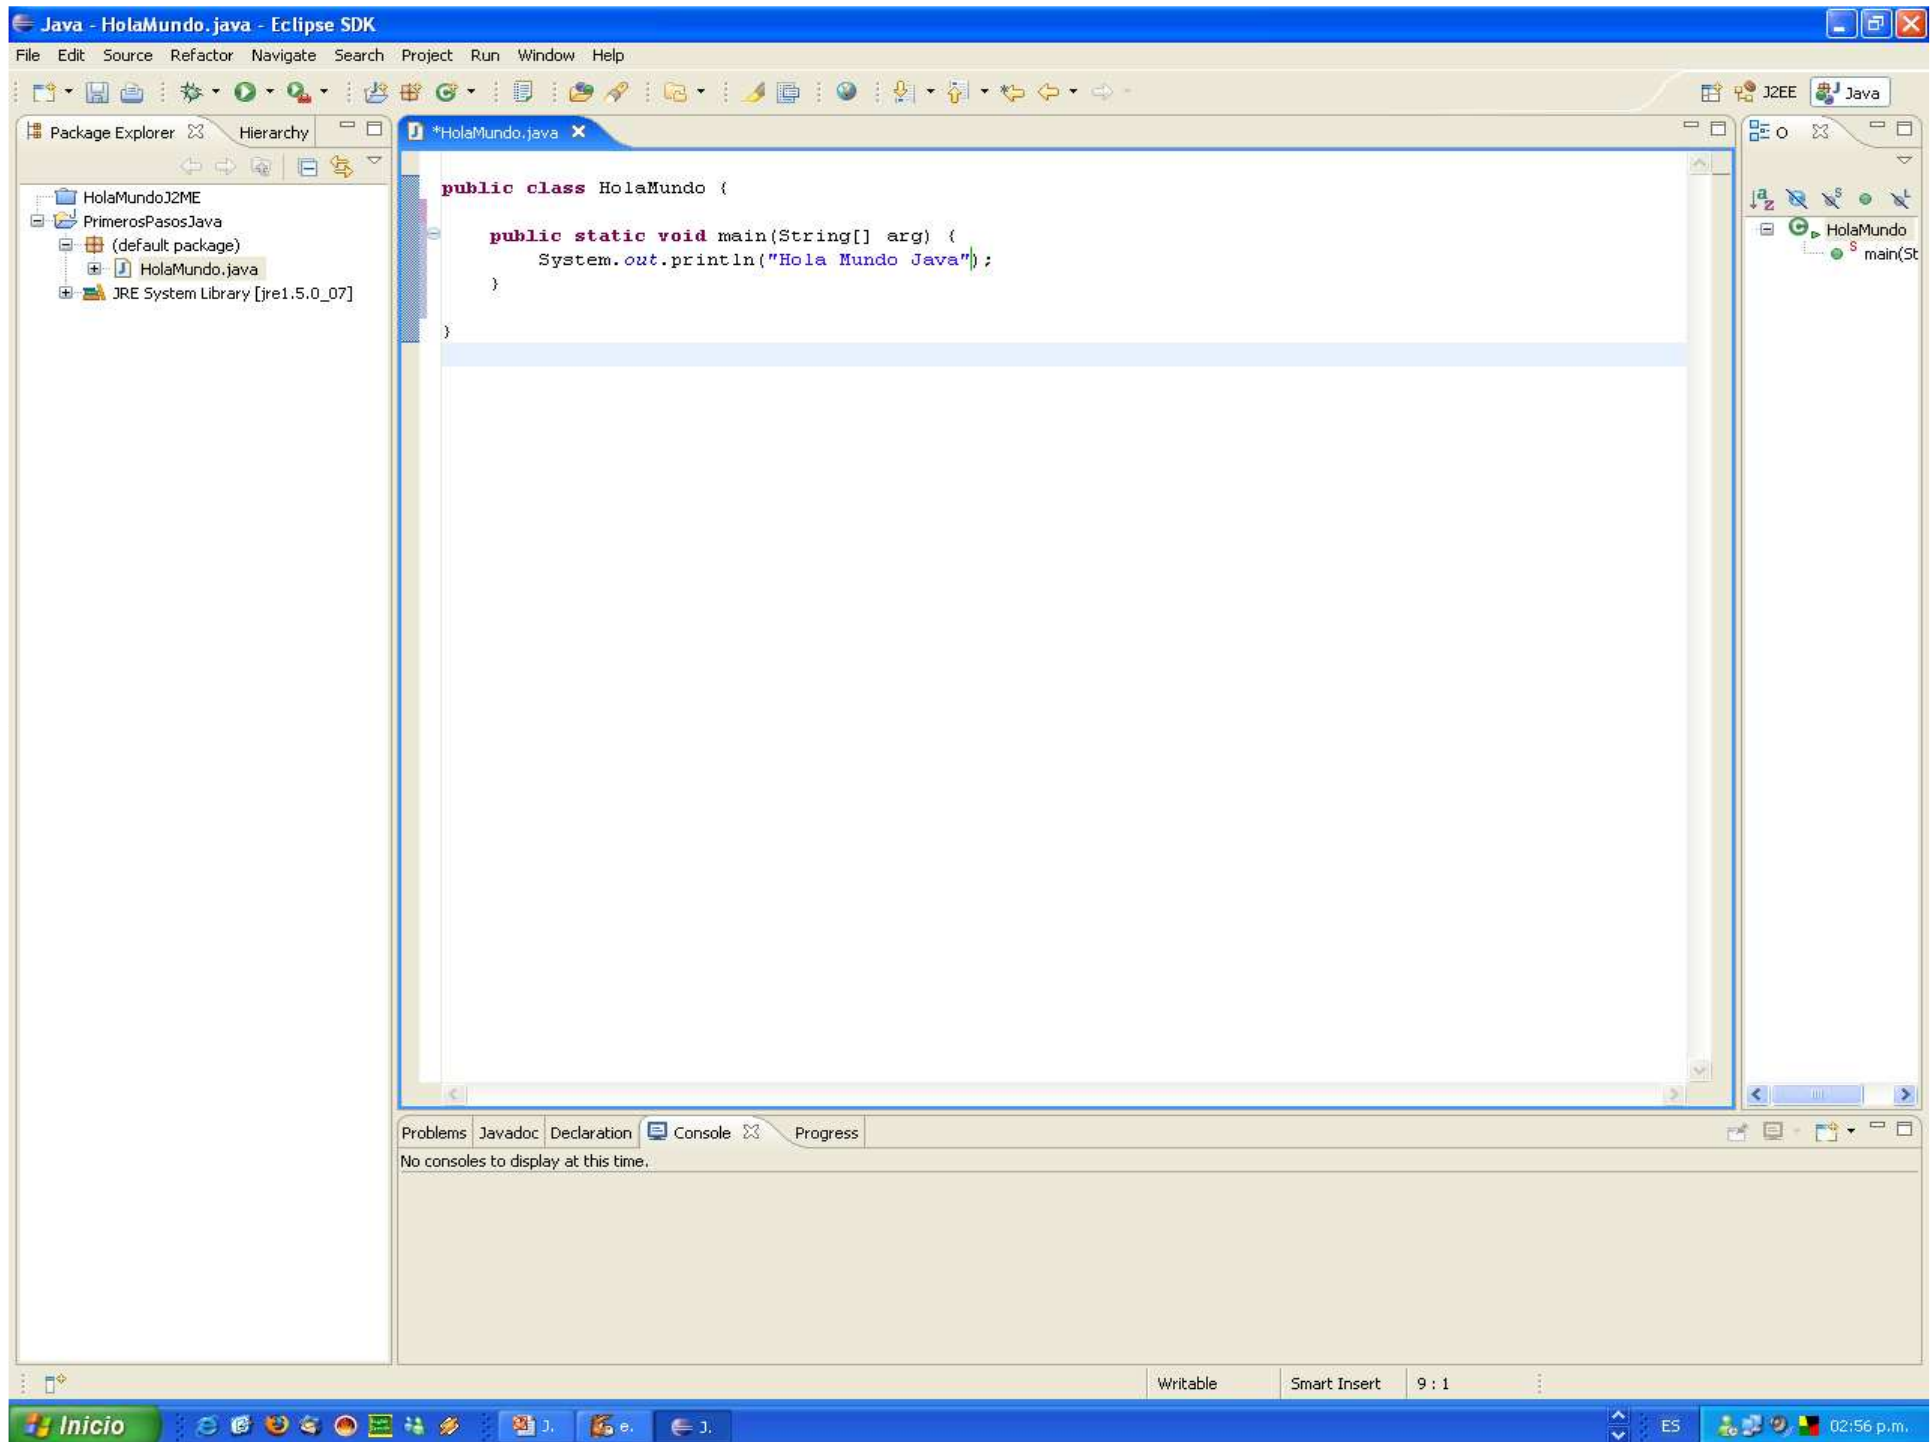 Java - HolaMundo.java - Eclipse SDK
File Edit Source Refactor Navigate Search Project Run Window Help
J2EE Java
Package Explorer Hierarchy
HolaMundoJ2ME
PrimerosPasosJava
(default package)
HolaMundo.java
JRE System Library [jre1.5.0_07]
*HolaMundo.java
public class HolaMundo {
public static void main(String[] arg) {
System.out.println("Hola Mundo Java");
}
}
O
HolaMundo
main(St
Problems Javadoc Declaration Console Progress
No consoles to display at this time.
Writable Smart Insert 9 : 1
Inicio J. e. J. ES 02:56 p.m.